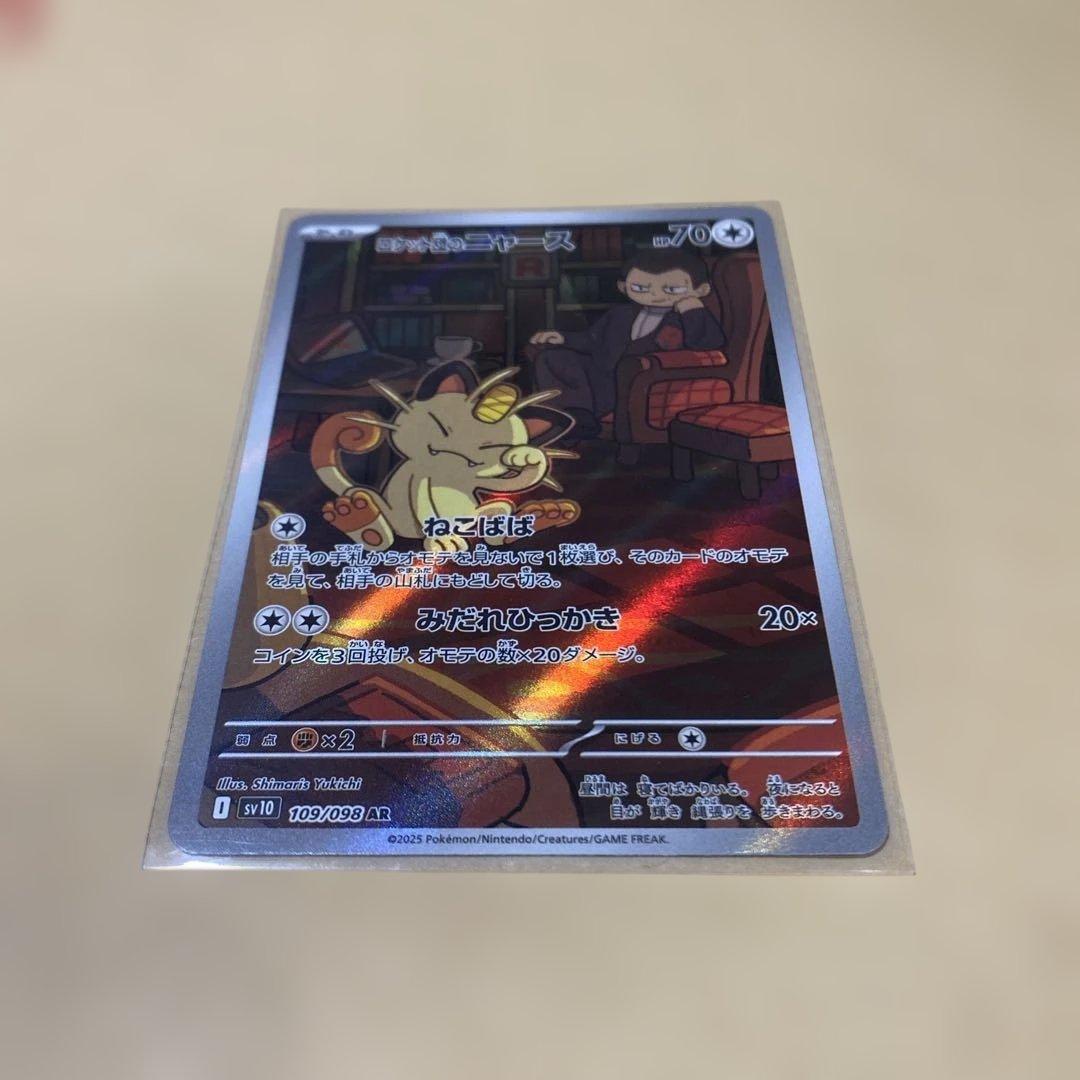 たね
ロケット団のニャース HP70
R
ねこばば
相手の手札からオモテを見ないで1枚選び、そのカードのオモテ
を見て、相手の山札にもどして切る。
みだれひっかき 20×
コインを3回投げ、オモテの数×20ダメージ。
弱点 ×2 抵抗力 にげる
Illus. Shimaris Yukichi
昼間は 寝てばかりいる。 夜になると
目が 輝き 縄張りを 歩きまわる。
I sv10 109/098 AR
©2025 Pokémon/Nintendo/Creatures/GAME FREAK.